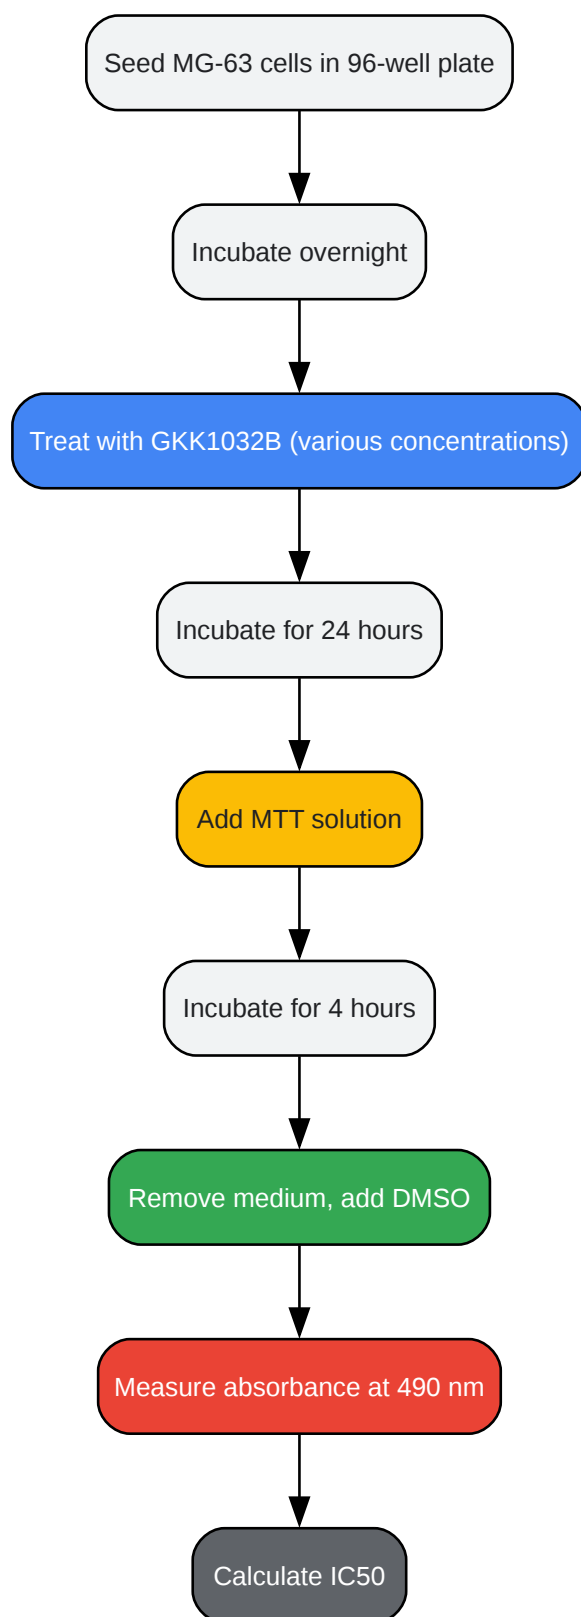 Seed MG-63 cells in 96-well plate
Incubate overnight
Treat with GKK1032B (various concentrations)
Incubate for 24 hours
Add MTT solution
Incubate for 4 hours
Remove medium, add DMSO
Measure absorbance at 490 nm
Calculate IC50